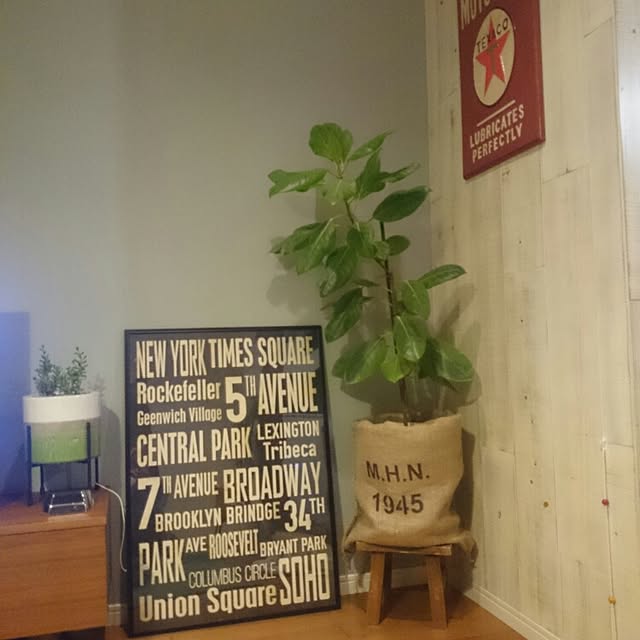 MOTO
TEXACO
LUBRICATES
PERFECTLY
NEW YORK TIMES SQUARE
Rockefeller 5TH AVENUE
Geenwich Village
CENTRAL PARK LEXINGTON
Tribeca
7TH AVENUE BROADWAY
BROOKLYN BRINDGE 34TH
PARK AVE ROOSEVELT BRYANT PARK
COLUMBUS CIRCLE SOHO
Union Square
M.H.N.
1945